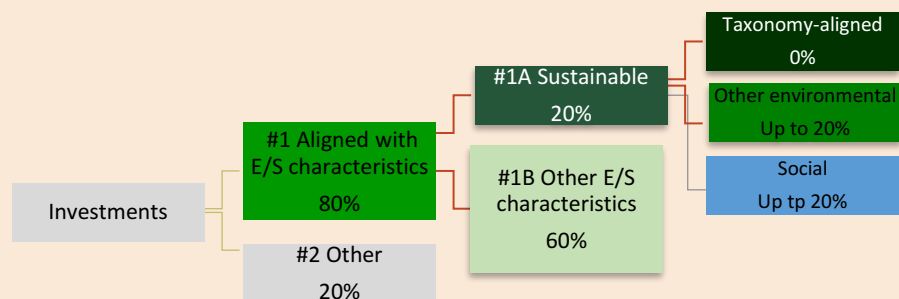 Investments
#1 Aligned with
E/S characteristics
80%
#2 Other
20%
#1A Sustainable
20%
#1B Other E/S
characteristics
60%
Taxonomy-aligned
0%
Other environmental
Up to 20%
Social
Up tp 20%